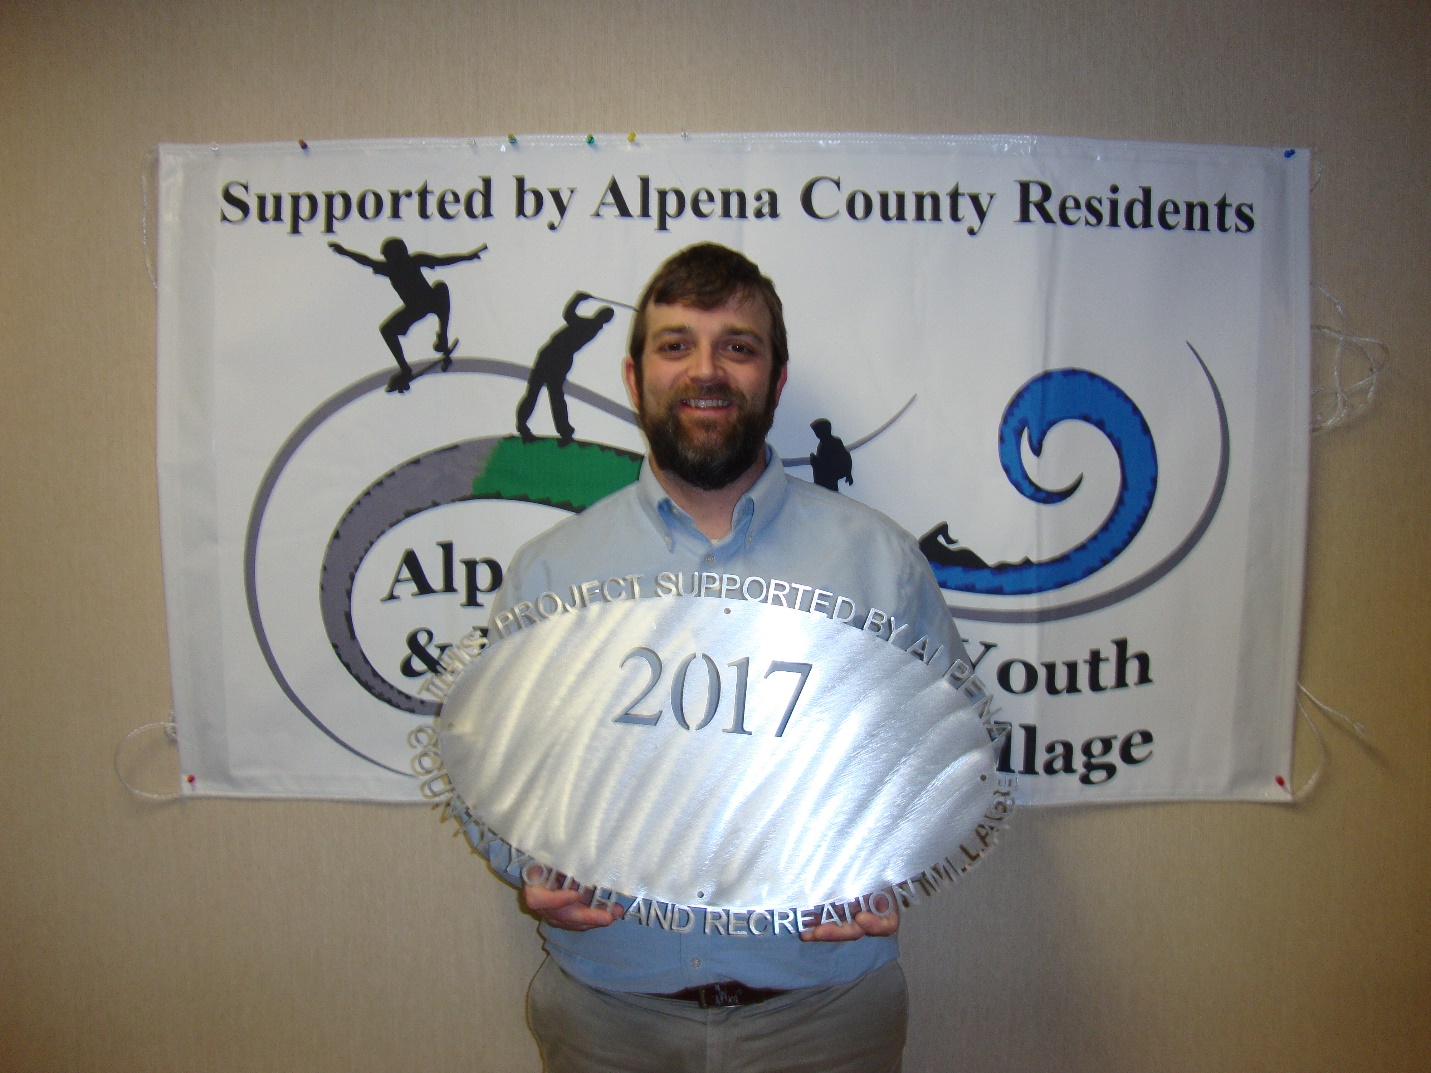 Supported by Alpena County Residents
Alp
&
Youth
llage
THIS PROJECT SUPPORTED BY ALPENA
2017
COUNTY YOUTH AND RECREATION MILLAGE